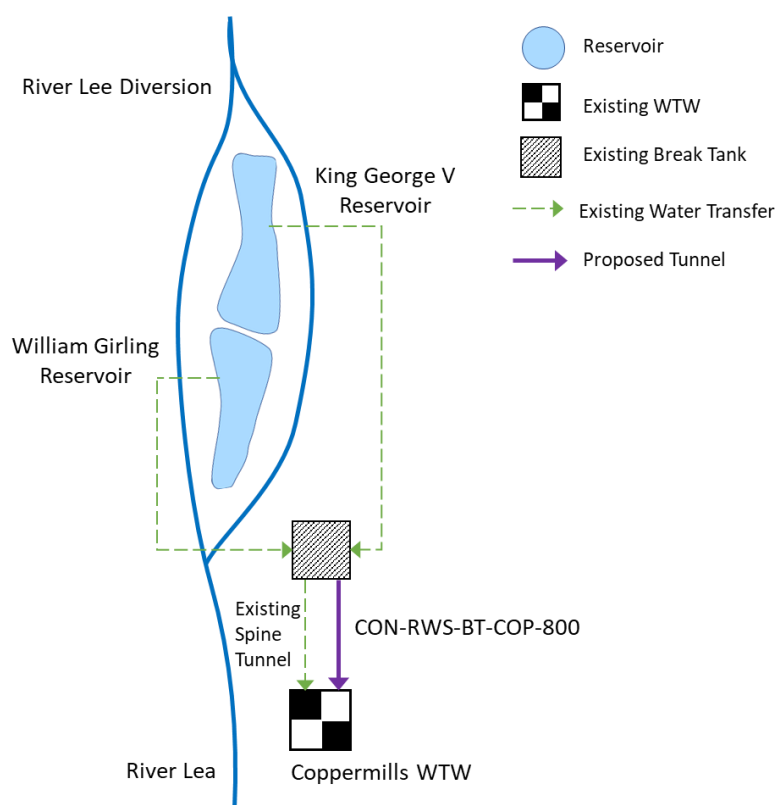 River Lee Diversion
King George V
Reservoir
William Girling
Reservoir
Existing
Spine
Tunnel
CON-RWS-BT-COP-800
River Lea
Coppermills WTW
Reservoir
Existing WTW
Existing Break Tank
Existing Water Transfer
Proposed Tunnel